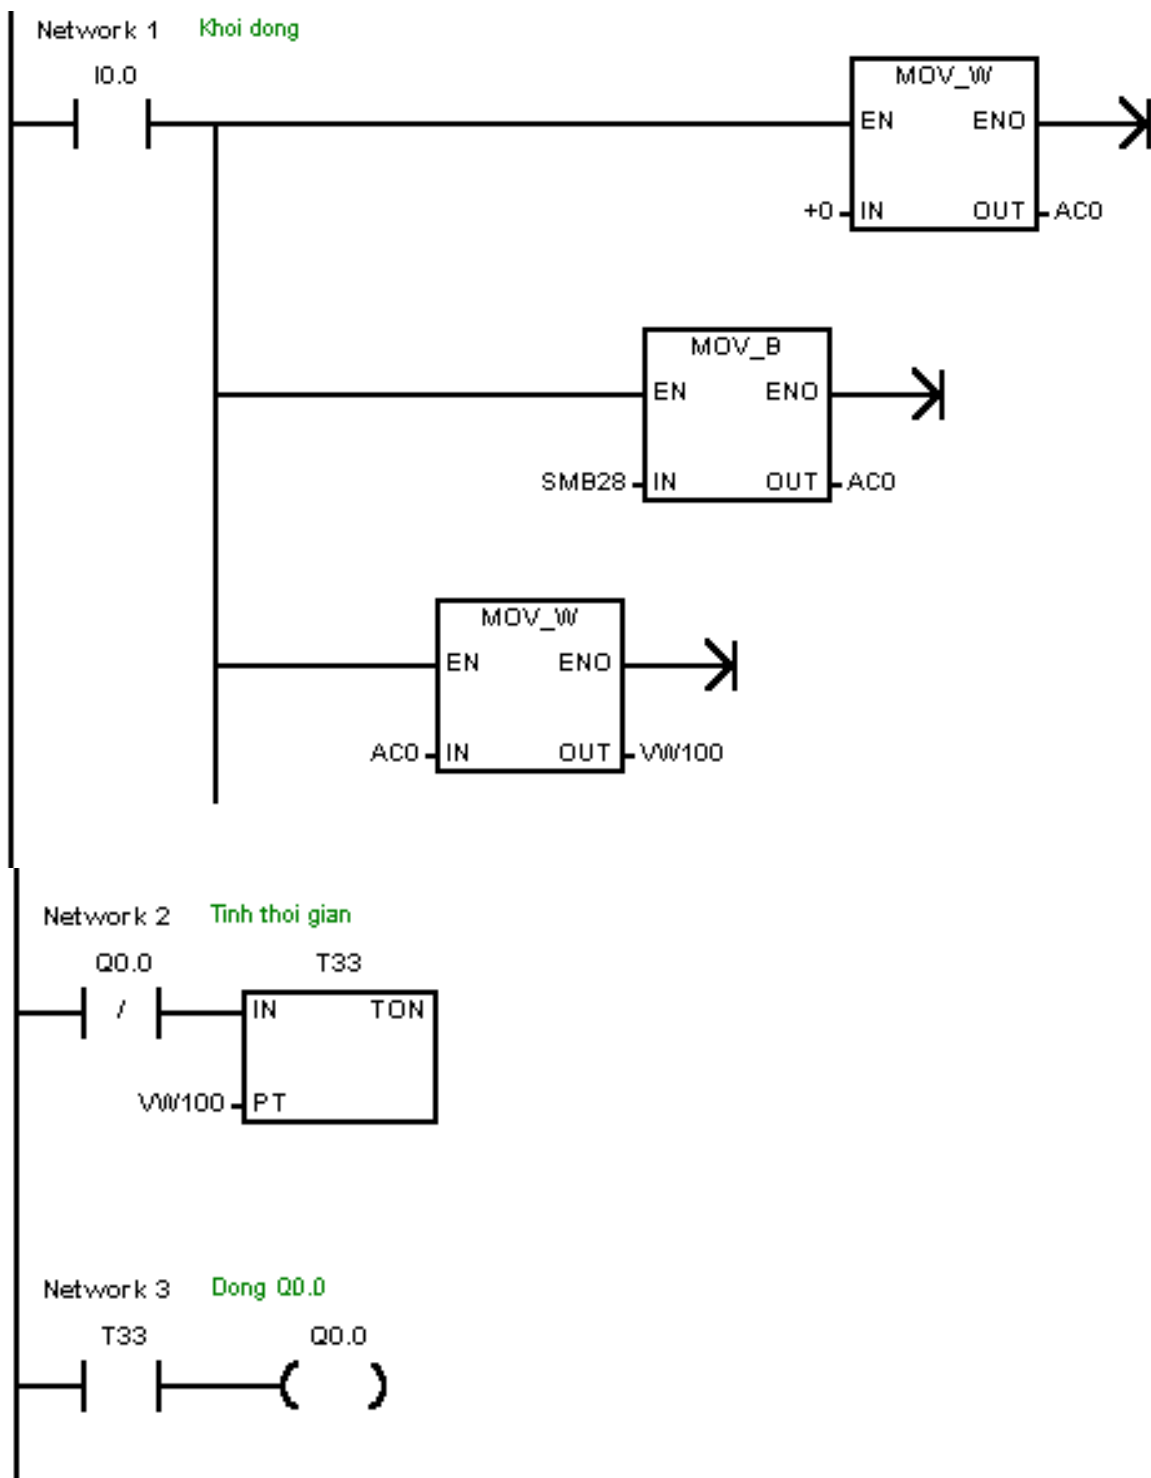 Network 1 Khoi dong
I0.0
MOV_W
EN ENO
+0 IN OUT AC0
MOV_B
EN ENO
SMB28 IN OUT AC0
MOV_W
EN ENO
AC0 IN OUT VW100
Network 2 Tinh thoi gian
Q0.0 T33
/ IN TON
VW100 PT
Network 3 Dong Q0.0
T33 Q0.0